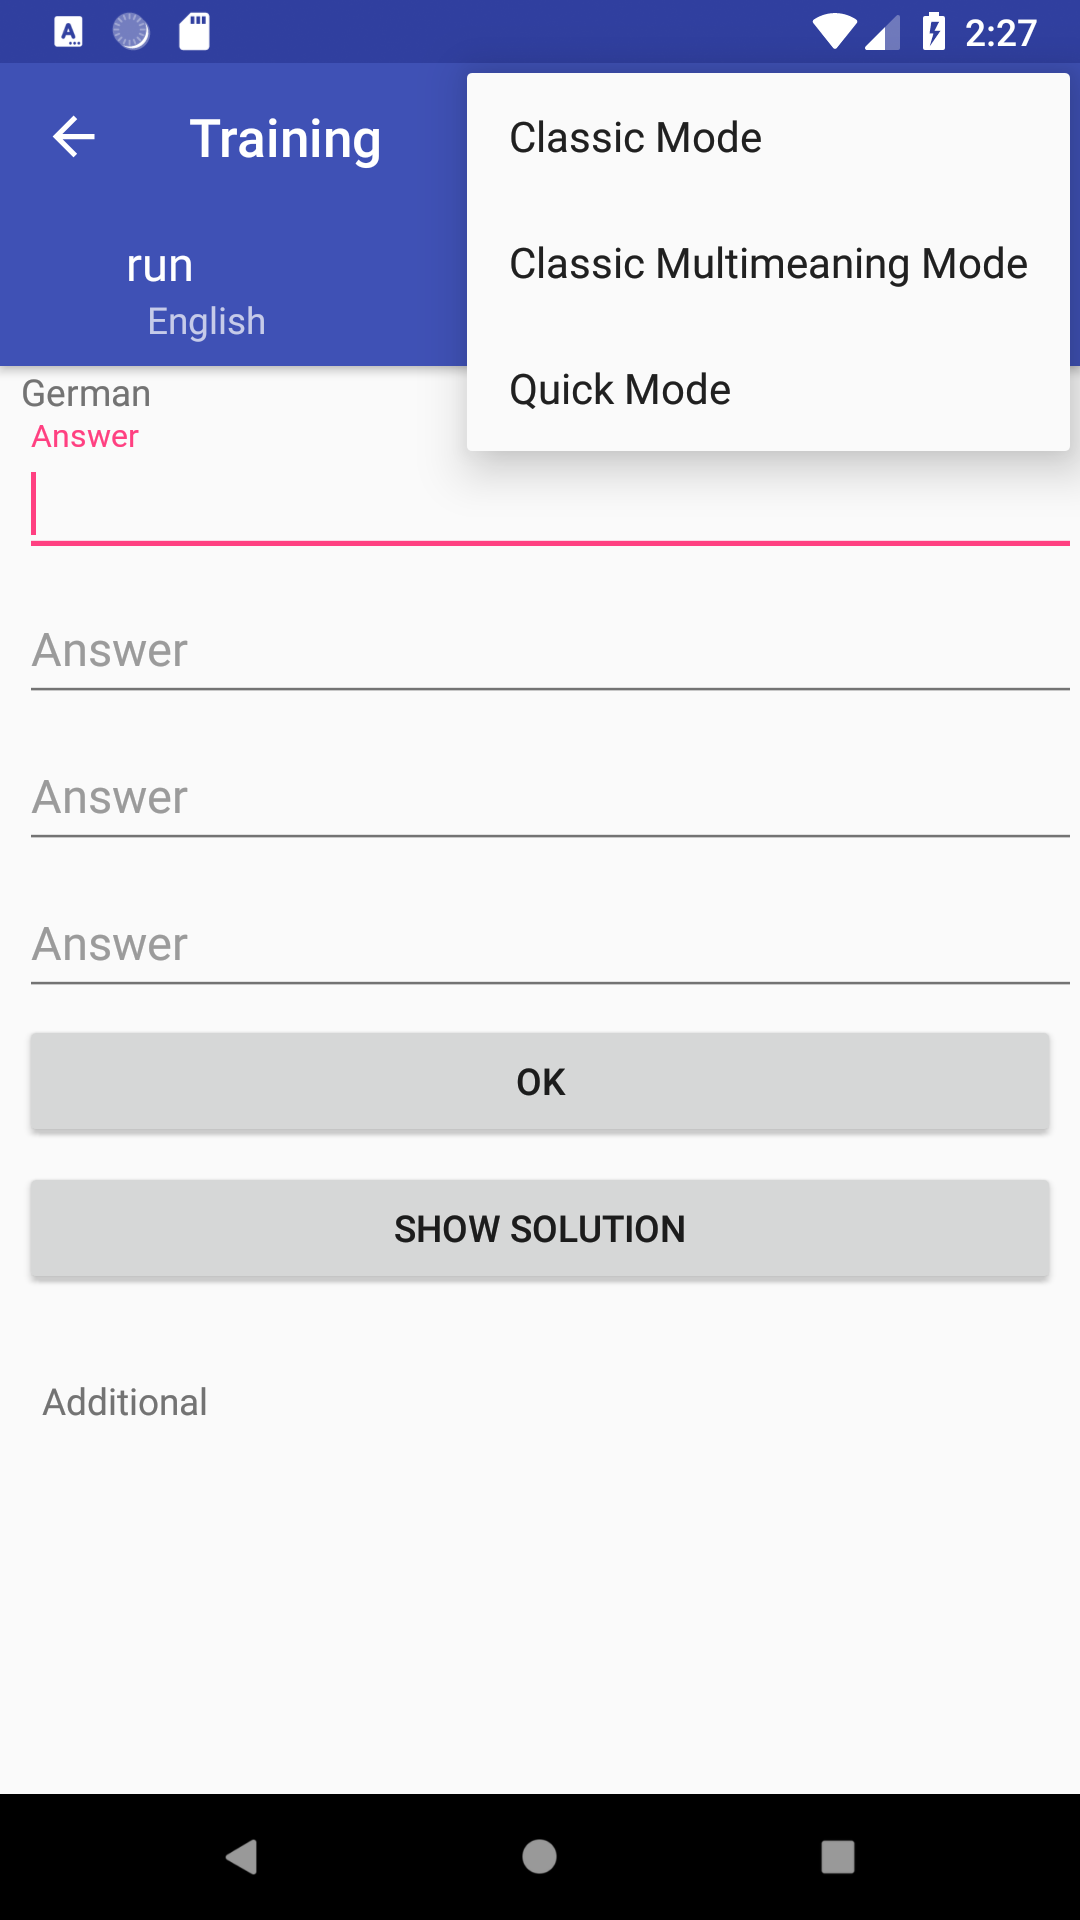 2:27
Training
Classic Mode
Classic Multimeaning Mode
Quick Mode
run
English
German
Answer
Answer
Answer
Answer
OK
SHOW SOLUTION
Additional